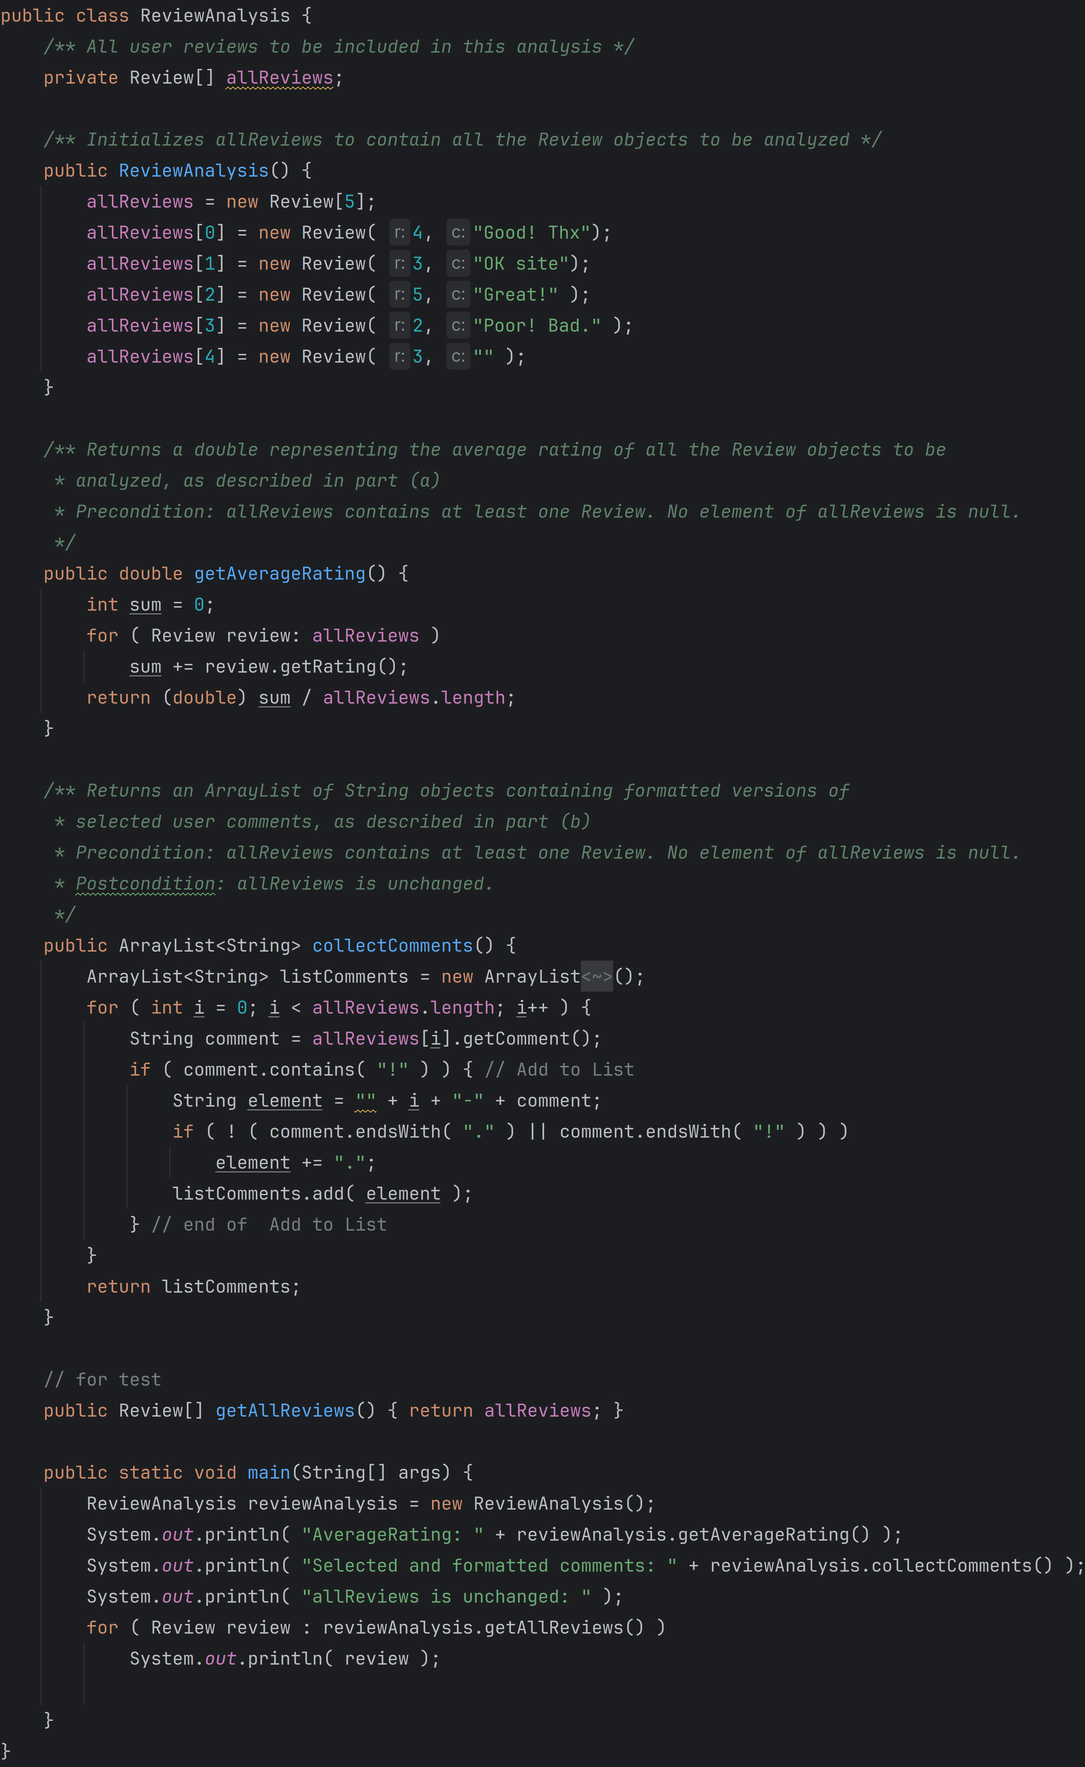 public class ReviewAnalysis {
    /** All user reviews to be included in this analysis */
    private Review[] allReviews;

    /** Initializes allReviews to contain all the Review objects to be analyzed */
    public ReviewAnalysis() {
        allReviews = new Review[5];
        allReviews[0] = new Review( r: 4, c: "Good! Thx");
        allReviews[1] = new Review( r: 3, c: "OK site");
        allReviews[2] = new Review( r: 5, c: "Great!" );
        allReviews[3] = new Review( r: 2, c: "Poor! Bad." );
        allReviews[4] = new Review( r: 3, c: "" );
    }

    /** Returns a double representing the average rating of all the Review objects to be
     * analyzed, as described in part (a)
     * Precondition: allReviews contains at least one Review. No element of allReviews is null.
     */
    public double getAverageRating() {
        int sum = 0;
        for ( Review review: allReviews )
            sum += review.getRating();
        return (double) sum / allReviews.length;
    }

    /** Returns an ArrayList of String objects containing formatted versions of
     * selected user comments, as described in part (b)
     * Precondition: allReviews contains at least one Review. No element of allReviews is null.
     * Postcondition: allReviews is unchanged.
     */
    public ArrayList<String> collectComments() {
        ArrayList<String> listComments = new ArrayList<~>();
        for ( int i = 0; i < allReviews.length; i++ ) {
            String comment = allReviews[i].getComment();
            if ( comment.contains( "!" ) ) { // Add to List
                String element = "" + i + "-" + comment;
                if ( ! ( comment.endsWith( "." ) || comment.endsWith( "!" ) ) )
                    element += ".";
                listComments.add( element );
            } // end of  Add to List
        }
        return listComments;
    }

    // for test
    public Review[] getAllReviews() { return allReviews; }

    public static void main(String[] args) {
        ReviewAnalysis reviewAnalysis = new ReviewAnalysis();
        System.out.println( "AverageRating: " + reviewAnalysis.getAverageRating() );
        System.out.println( "Selected and formatted comments: " + reviewAnalysis.collectComments() );
        System.out.println( "allReviews is unchanged: " );
        for ( Review review : reviewAnalysis.getAllReviews() )
            System.out.println( review );

    }
}